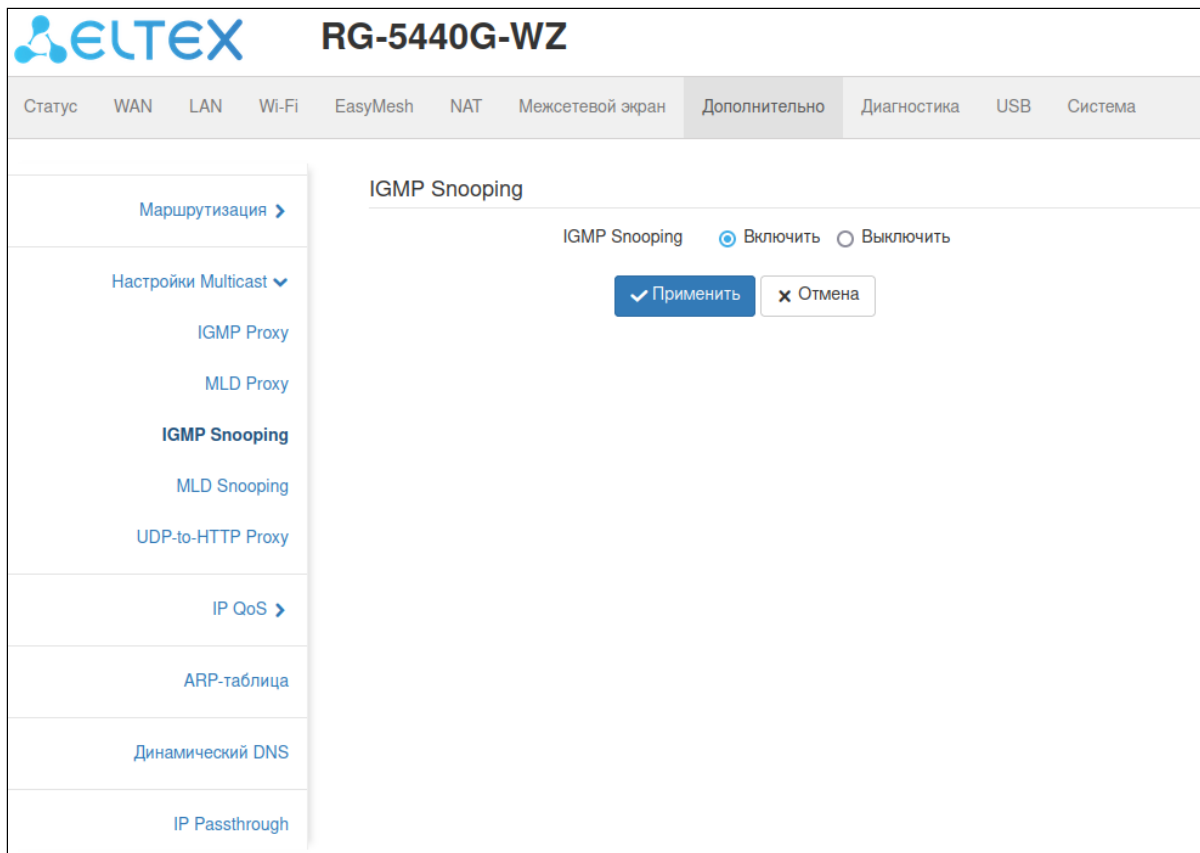 ELTEX RG-5440G-WZ
Статус WAN LAN Wi-Fi EasyMesh NAT Межсетевой экран Дополнительно Диагностика USB Система
Маршрутизация
Настройки Multicast
IGMP Proxy
MLD Proxy
IGMP Snooping
MLD Snooping
UDP-to-HTTP Proxy
IP QoS
ARP-таблица
Динамический DNS
IP Passthrough
IGMP Snooping
IGMP Snooping Включить Выключить
Применить Отмена